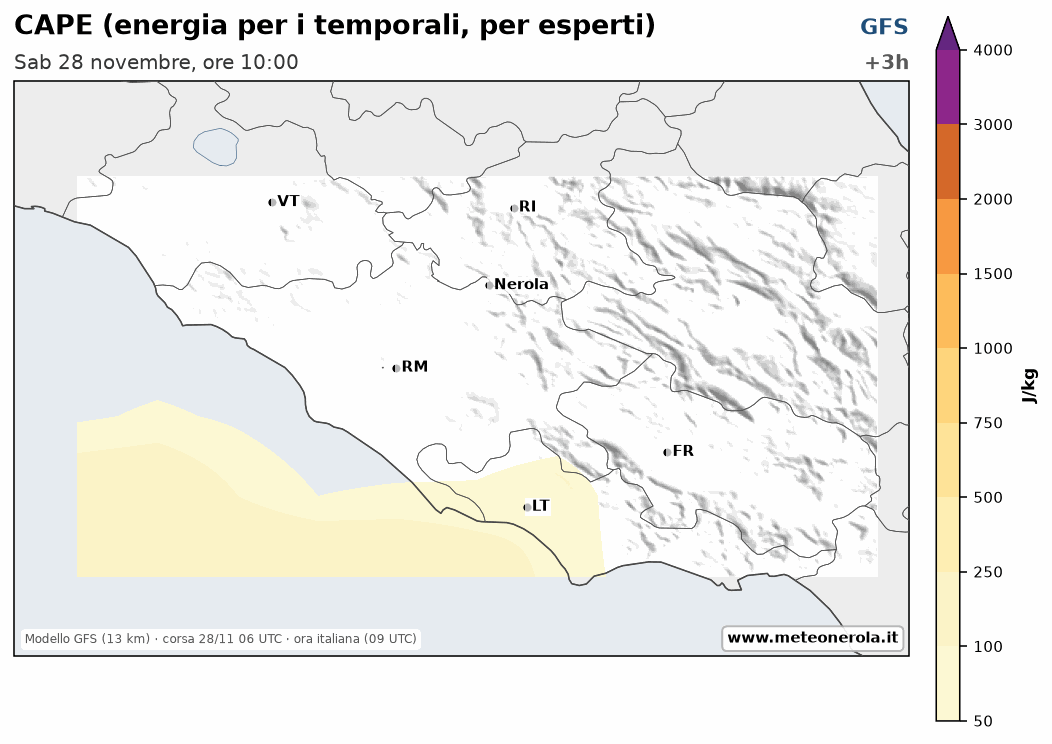 CAPE (energia per i temporali, per esperti)
GFS
Sab 28 novembre, ore 10:00
+3h
VT
RI
Nerola
RM
FR
LT
Modello GFS (13 km) · corsa 28/11 06 UTC · ora italiana (09 UTC)
www.meteonerola.it
4000
3000
2000
1500
1000
750
500
250
100
50
J/kg